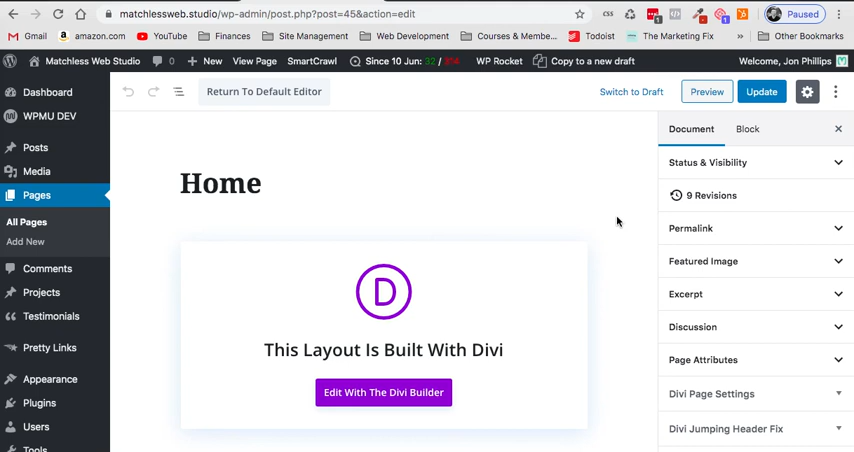 matchlessweb.studio/wp-admin/post.php?post=45&action=edit
Paused
Gmail amazon.com YouTube Finances Site Management Web Development Courses & Membe... Todoist The Marketing Fix » Other Bookmarks
Matchless Web Studio 0 New View Page SmartCrawl Since 10 Jun: 32 / 314 WP Rocket Copy to a new draft Welcome, Jon Phillips
Dashboard
WPMU DEV
Posts
Media
Pages
All Pages
Add New
Comments
Projects
Testimonials
Pretty Links
Appearance
Plugins
Users
Tools
Return To Default Editor
Switch to Draft Preview Update
Home
D
This Layout Is Built With Divi
Edit With The Divi Builder
Document Block
Status & Visibility
9 Revisions
Permalink
Featured Image
Excerpt
Discussion
Page Attributes
Divi Page Settings
Divi Jumping Header Fix